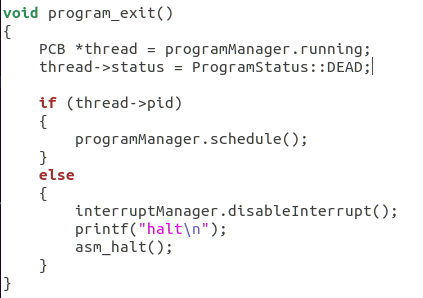 void program_exit()
{
    PCB *thread = programManager.running;
    thread->status = ProgramStatus::DEAD;

    if (thread->pid)
    {
        programManager.schedule();
    }
    else
    {
        interruptManager.disableInterrupt();
        printf("halt\n");
        asm_halt();
    }
}